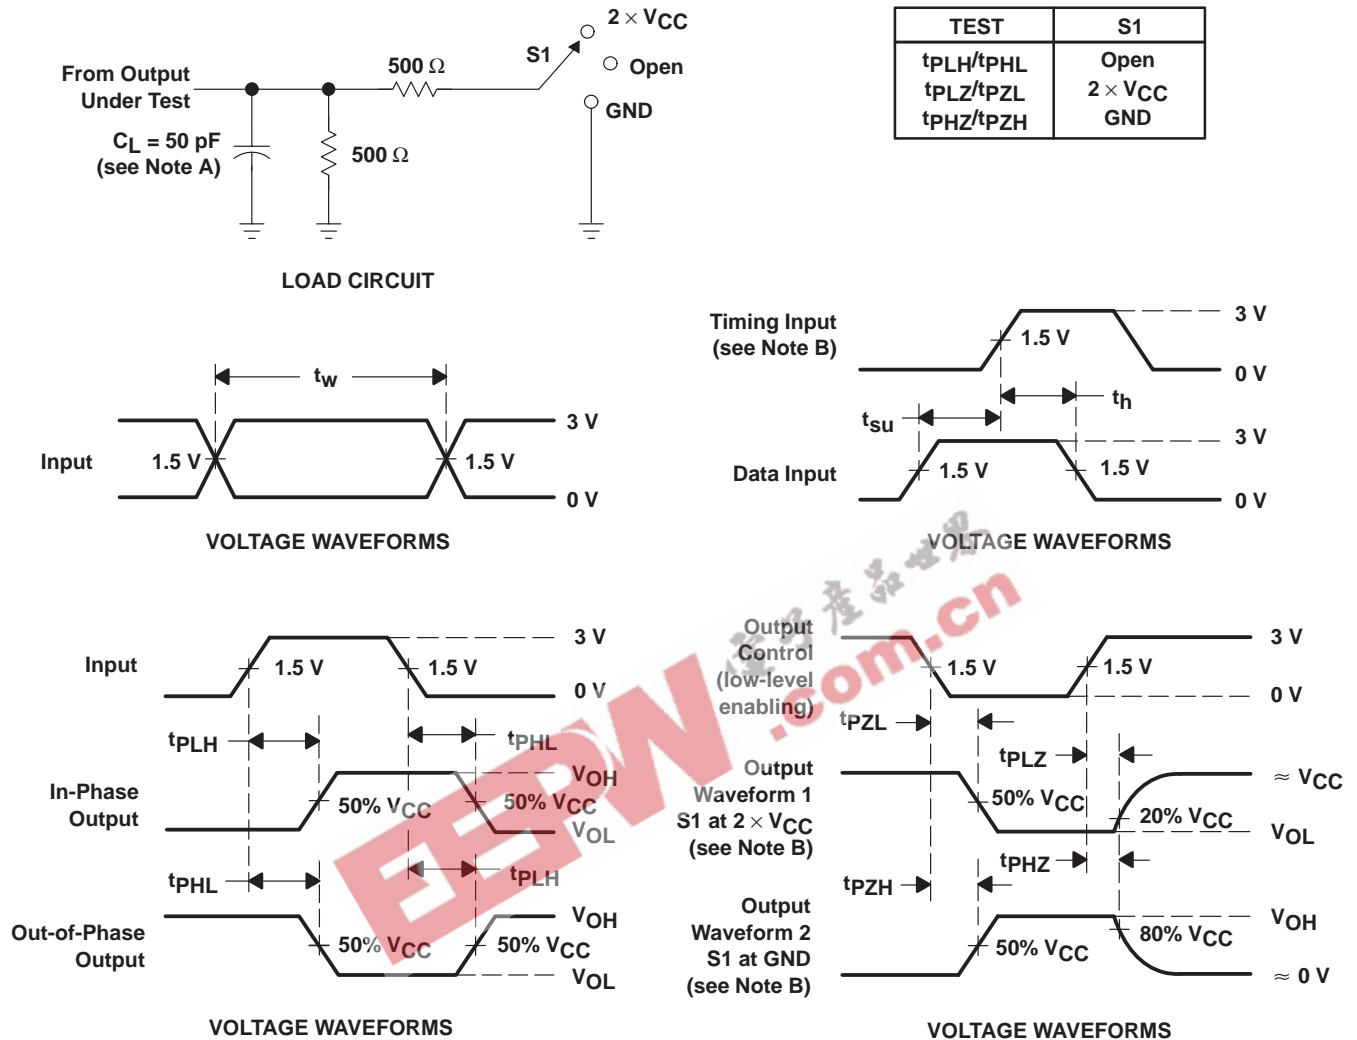 2 × VCC
S1
Open
GND
500 Ω
From Output
Under Test
CL = 50 pF
(see Note A)
500 Ω
LOAD CIRCUIT
TEST S1
tPLH/tPHL Open
tPLZ/tPZL 2 × VCC
tPHZ/tPZH GND
tw
3 V
Input 1.5 V 1.5 V
0 V
VOLTAGE WAVEFORMS
Timing Input
(see Note B)
3 V
1.5 V
0 V
th
tsu
3 V
Data Input 1.5 V 1.5 V
0 V
VOLTAGE WAVEFORMS
3 V
Input 1.5 V 1.5 V
0 V
tPLH tPHL
VOH
In-Phase
Output
50% VCC 50% VCC
VOL
tPHL tPLH
VOH
Out-of-Phase
Output
50% VCC 50% VCC
VOL
VOLTAGE WAVEFORMS
Output
Control
(low-level
enabling)
3 V
1.5 V 1.5 V
0 V
tPZL
tPLZ
Output
Waveform 1
S1 at 2 × VCC
(see Note B)
≈ VCC
50% VCC 20% VCC
VOL
tPHZ
tPZH
Output
Waveform 2
S1 at GND
(see Note B)
VOH
50% VCC 80% VCC
≈ 0 V
VOLTAGE WAVEFORMS
EEPW
電子產品世界
.com.cn